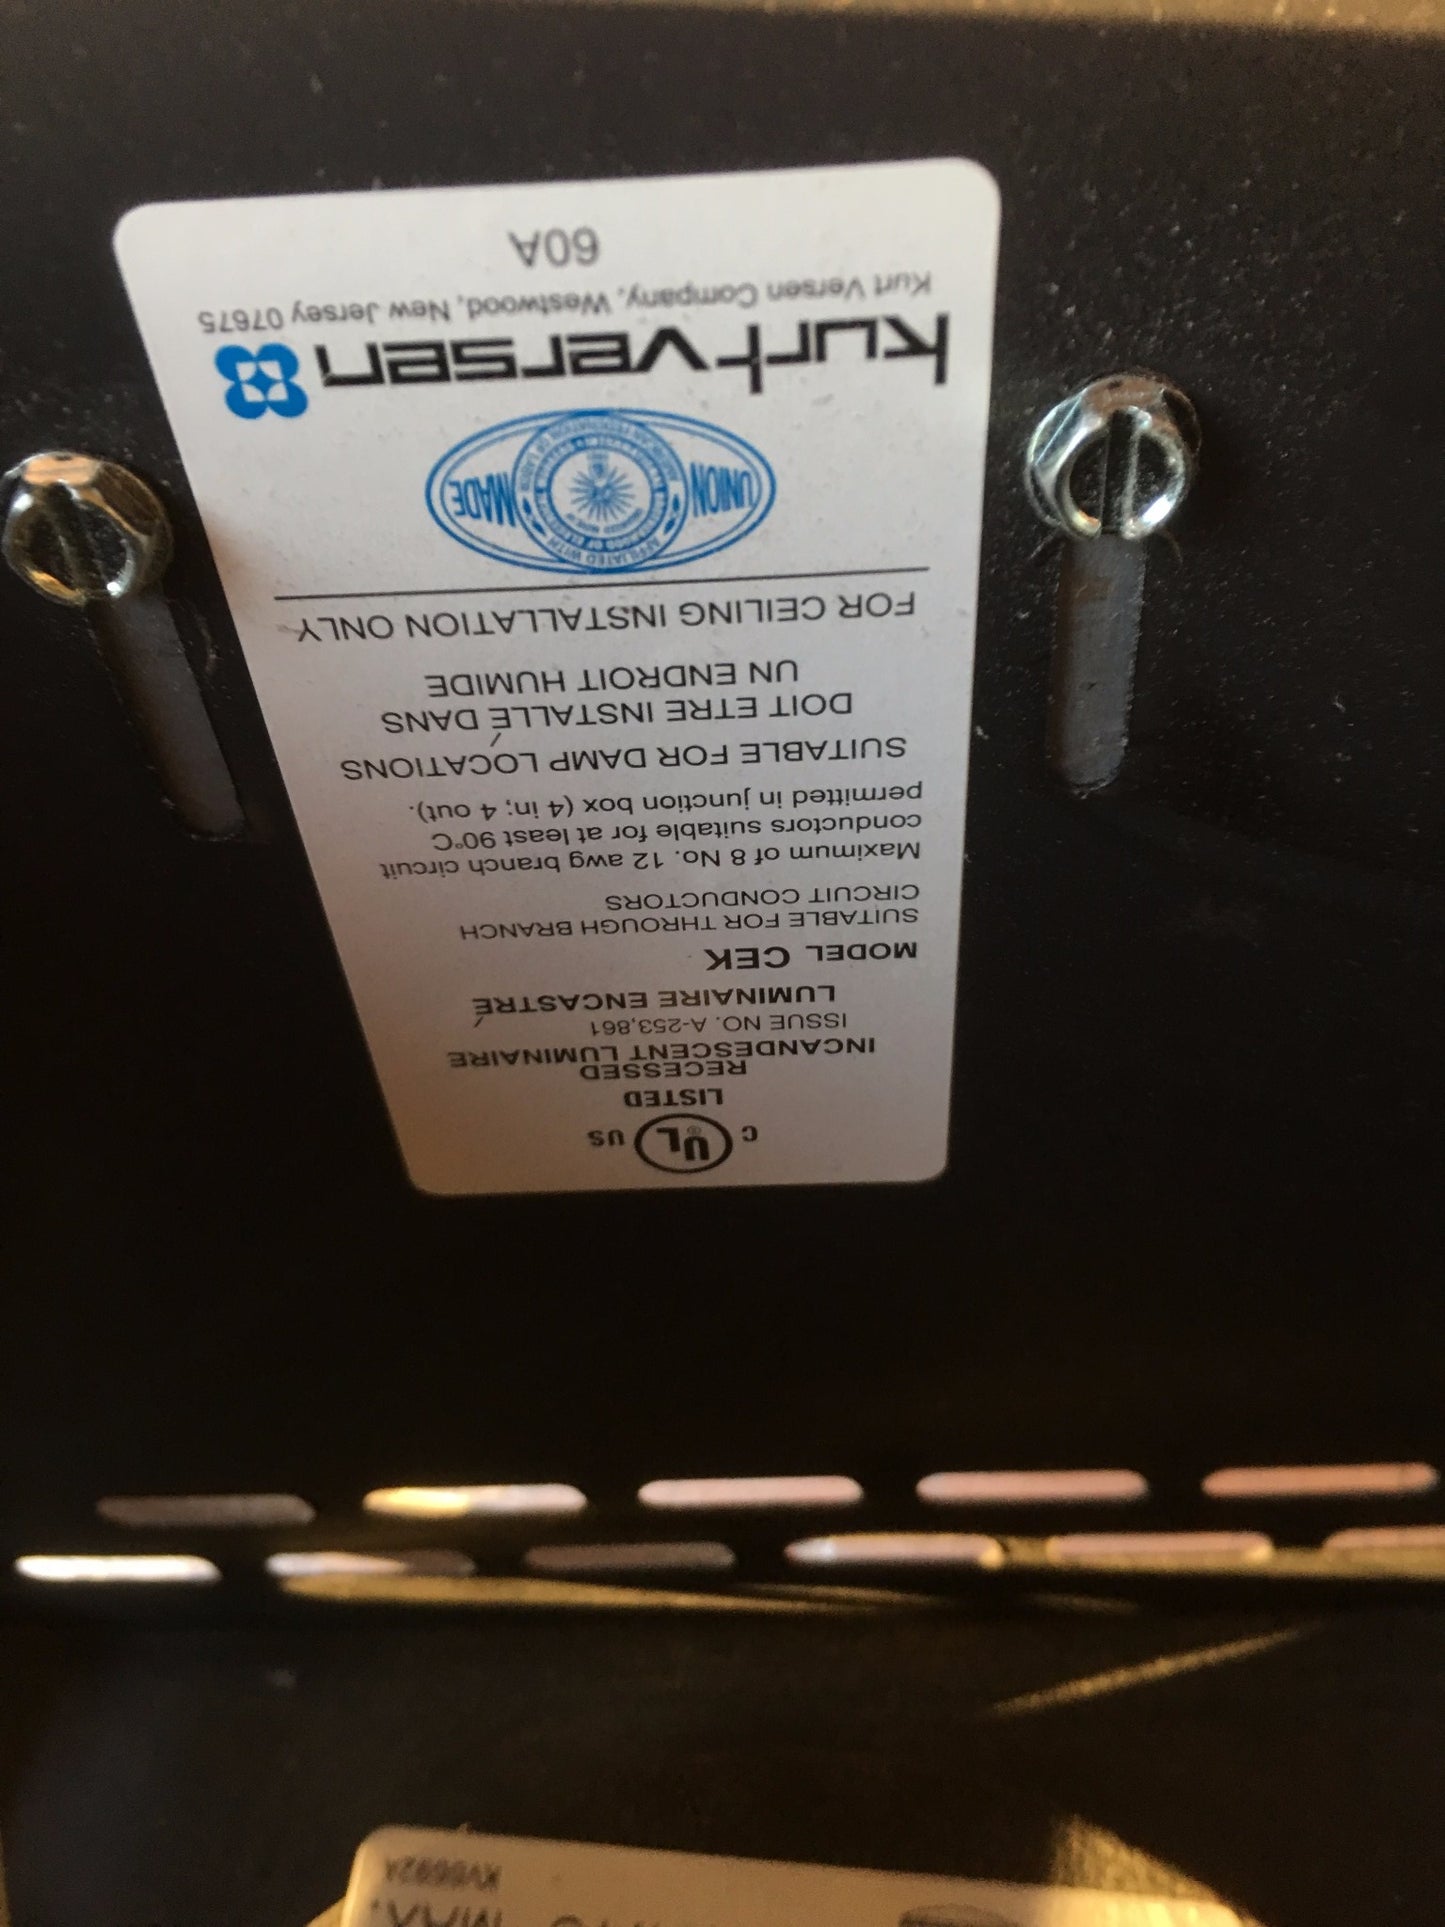 C UL® US
LISTED
RECESSED
INCANDESCENT LUMINAIRE
ISSUE NO. A-253,861
LUMINAIRE ENCASTRÉ
MODEL CEK
SUITABLE FOR THROUGH BRANCH
CIRCUIT CONDUCTORS
Maximum of 8 No. 12 awg branch circuit
conductors suitable for at least 90°C
permitted in junction box (4 in; 4 out).
SUITABLE FOR DAMP LOCATIONS
DOIT ETRE INSTALLÉ DANS
UN ENDROIT HUMIDE
FOR CEILING INSTALLATION ONLY
UNION MADE
AFFILIATED WITH
kurt versen
Kurt Versen Company, Westwood, New Jersey 07675
60A